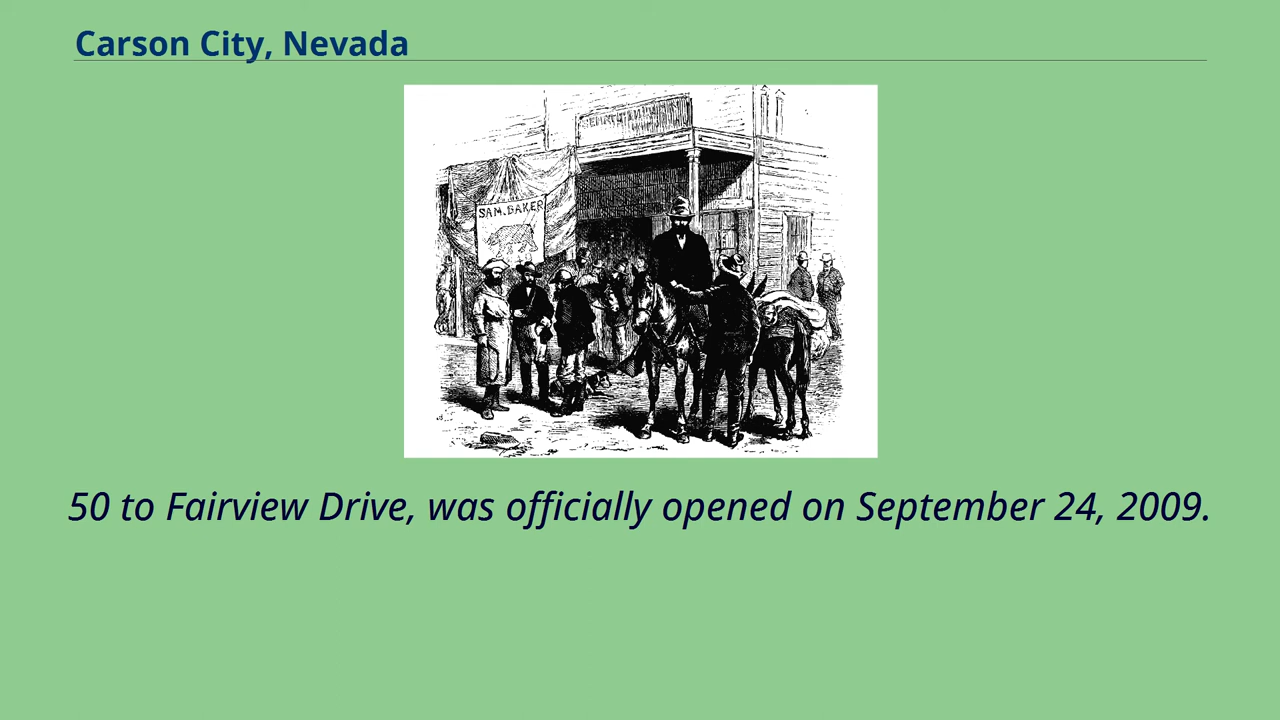 Carson City, Nevada
SAM. BAKER
50 to Fairview Drive, was officially opened on September 24, 2009.